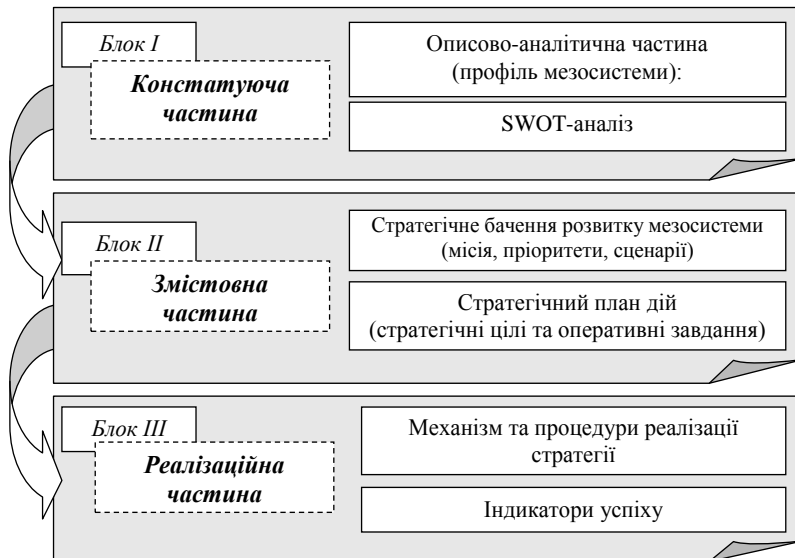 Блок I
Констатуюча
частина
Описово-аналітична частина
(профіль мезосистеми):
SWOT-аналіз
Блок II
Змістовна
частина
Стратегічне бачення розвитку мезосистеми
(місія, пріоритети, сценарії)
Стратегічний план дій
(стратегічні цілі та оперативні завдання)
Блок III
Реалізаційна
частина
Механізм та процедури реалізації
стратегії
Індикатори успіху